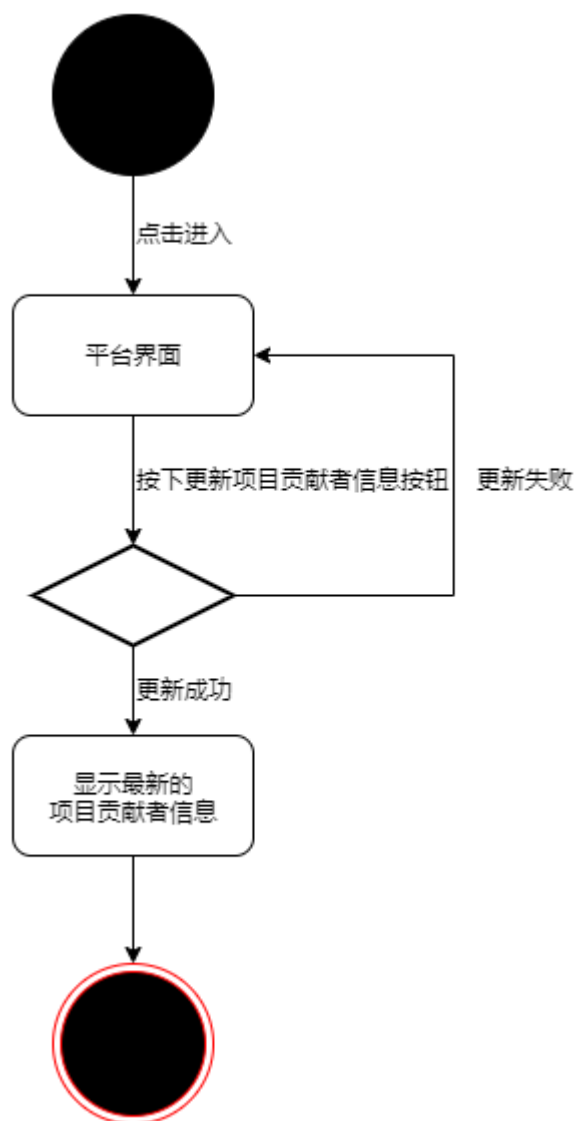 点击进入
平台界面
按下更新项目贡献者信息按钮
更新失败
更新成功
显示最新的
项目贡献者信息